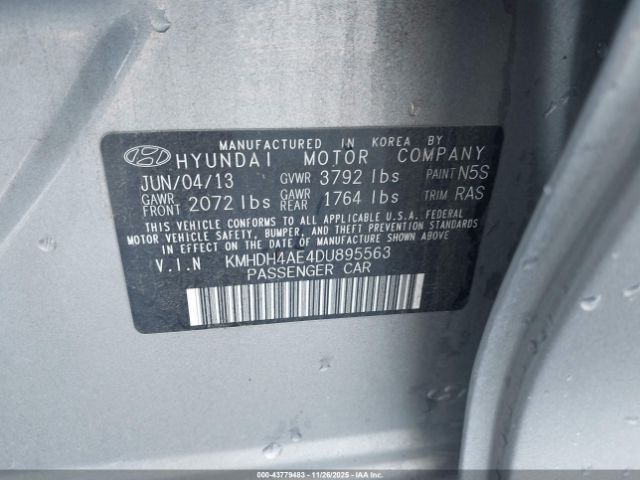 MANUFACTURED IN KOREA BY
HYUNDAI MOTOR COMPANY
JUN/04/13 GVWR 3792 lbs PAINT N5S
GAWR FRONT 2072 lbs GAWR REAR 1764 lbs TRIM RAS
THIS VEHICLE CONFORMS TO ALL APPLICABLE U.S.A. FEDERAL
MOTOR VEHICLE SAFETY, BUMPER, AND THEFT PREVENTION
STANDARDS IN EFFECT ON THE DATE OF MANUFACTURE SHOWN ABOVE.
V.I.N KMHDH4AE4DU895563
PASSENGER CAR
000-43779483 - 11/26/2025 - IAAI.CA